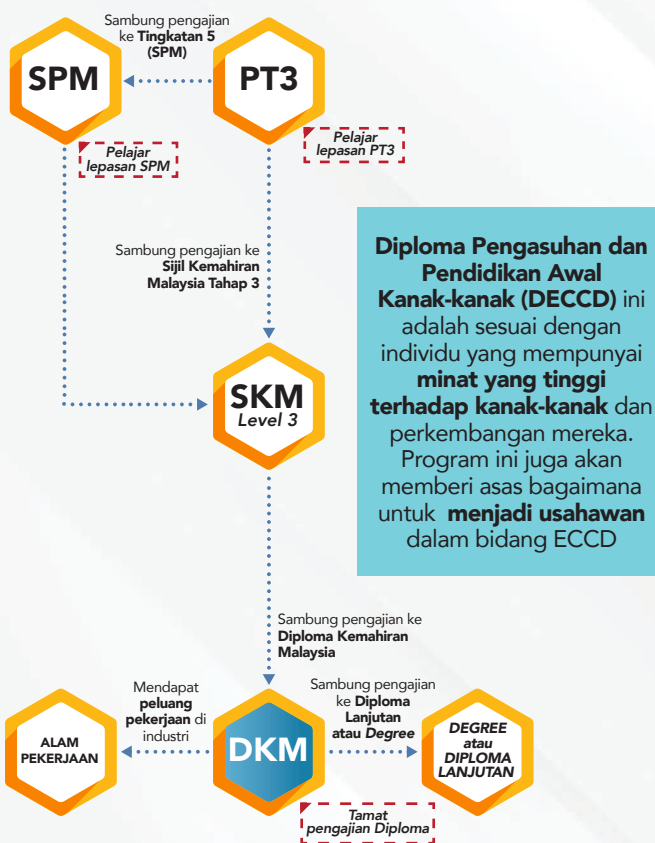 Sambung pengajian
ke Tingkatan 5
(SPM)
SPM
PT3
Pelajar
lepasan SPM
Pelajar
lepasan PT3
Sambung pengajian ke
Sijil Kemahiran
Malaysia Tahap 3
Diploma Pengasuhan dan
Pendidikan Awal
Kanak-kanak (DECCD) ini
adalah sesuai dengan
individu yang mempunyai
minat yang tinggi
terhadap kanak-kanak dan
perkembangan mereka.
Program ini juga akan
memberi asas bagaimana
untuk menjadi usahawan
dalam bidang ECCD
SKM
Level 3
Sambung pengajian ke
Diploma Kemahiran
Malaysia
Mendapat
peluang
pekerjaan di
industri
Sambung pengajian
ke Diploma
Lanjutan
atau Degree
ALAM
PEKERJAAN
DKM
DEGREE
atau
DIPLOMA
LANJUTAN
Tamat
pengajian Diploma